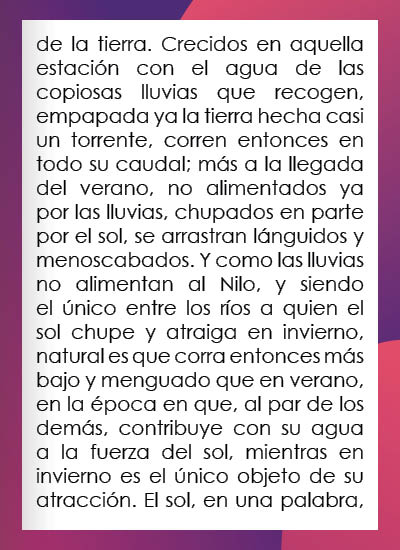 de la tierra. Crecidos en aquella
estación con el agua de las
copiosas lluvias que recogen,
empapada ya la tierra hecha casi
un torrente, corren entonces en
todo su caudal; más a la llegada
del verano, no alimentados ya
por las lluvias, chupados en parte
por el sol, se arrastran lánguidos y
menoscabados. Y como las lluvias
no alimentan al Nilo, y siendo
el único entre los ríos a quien el
sol chupe y atraiga en invierno,
natural es que corra entonces más
bajo y menguado que en verano,
en la época en que, al par de los
demás, contribuye con su agua
a la fuerza del sol, mientras en
invierno es el único objeto de su
atracción. El sol, en una palabra,